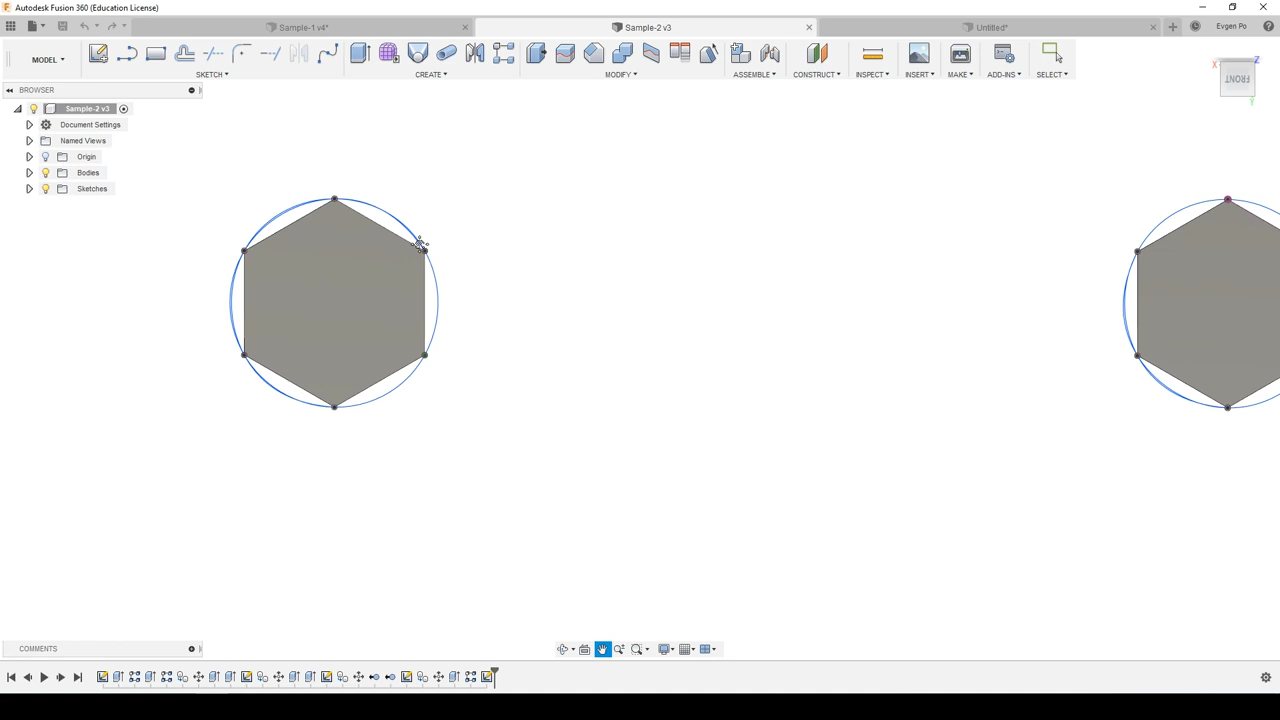 Autodesk Fusion 360 (Education License)
Sample-1 v4*
Sample-2 v3
Untitled*
Evgen Po
MODEL
SKETCH
CREATE
MODIFY
ASSEMBLE
CONSTRUCT
INSPECT
INSERT
MAKE
ADD-INS
SELECT
X
Z
FRONT
Y
BROWSER
Sample-2 v3
Document Settings
Named Views
Origin
Bodies
Sketches
COMMENTS